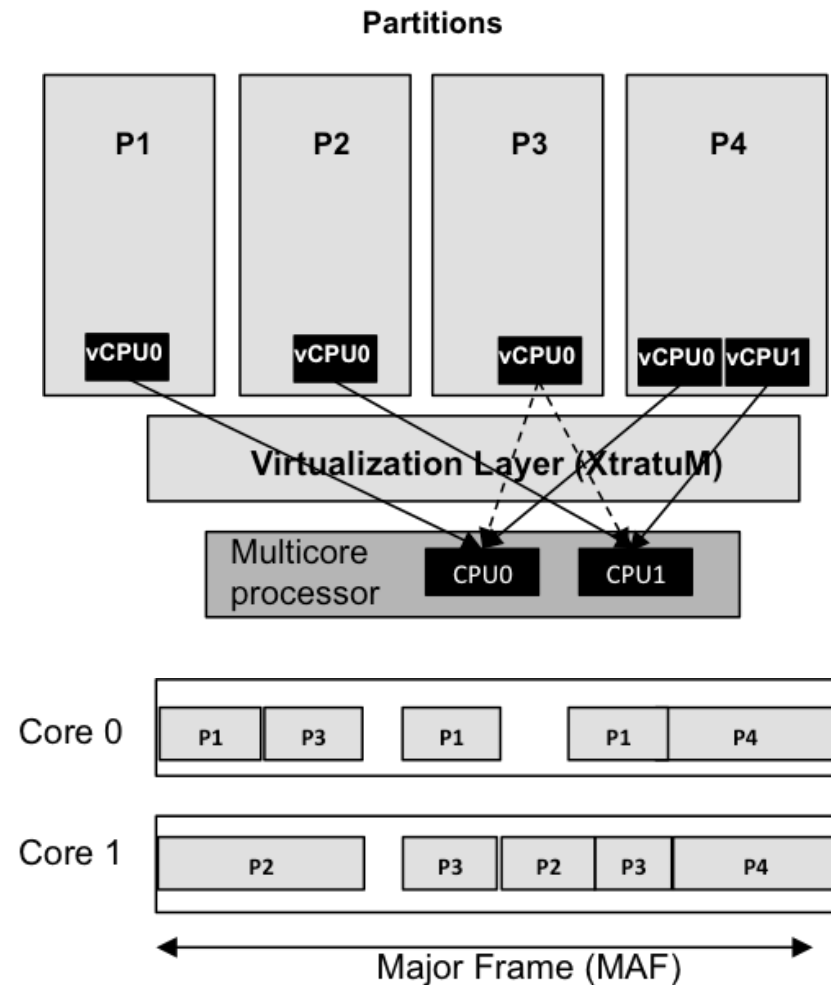 Partitions
P1
P2
P3
P4
vCPU0
vCPU0
vCPU0
vCPU0
vCPU1
Virtualization Layer (XtratuM)
Multicore
processor
CPU0
CPU1
Core 0
P1
P3
P1
P1
P4
Core 1
P2
P3
P2
P3
P4
Major Frame (MAF)